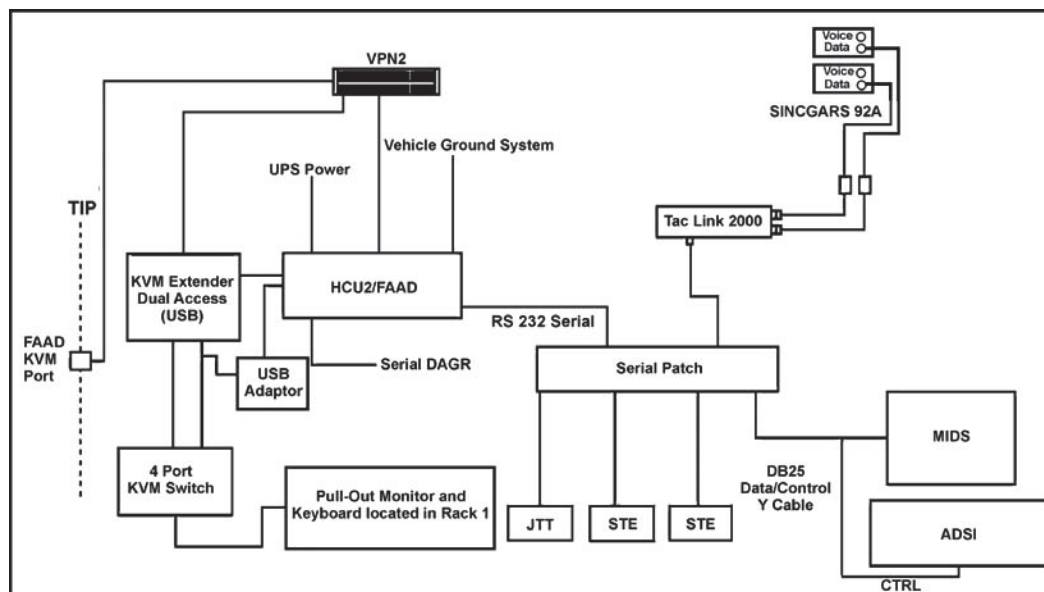 VPN2
Voice
Data
Voice
Data
SINCGARS 92A
Vehicle Ground System
UPS Power
TIP
Tac Link 2000
KVM Extender
Dual Access
(USB)
HCU2/FAAD
RS 232 Serial
FAAD
KVM
Port
USB
Adaptor
Serial DAGR
Serial Patch
MIDS
4 Port
KVM Switch
Pull-Out Monitor and
Keyboard located in Rack 1
DB25
Data/Control
Y Cable
JTT
STE
STE
ADSI
CTRL